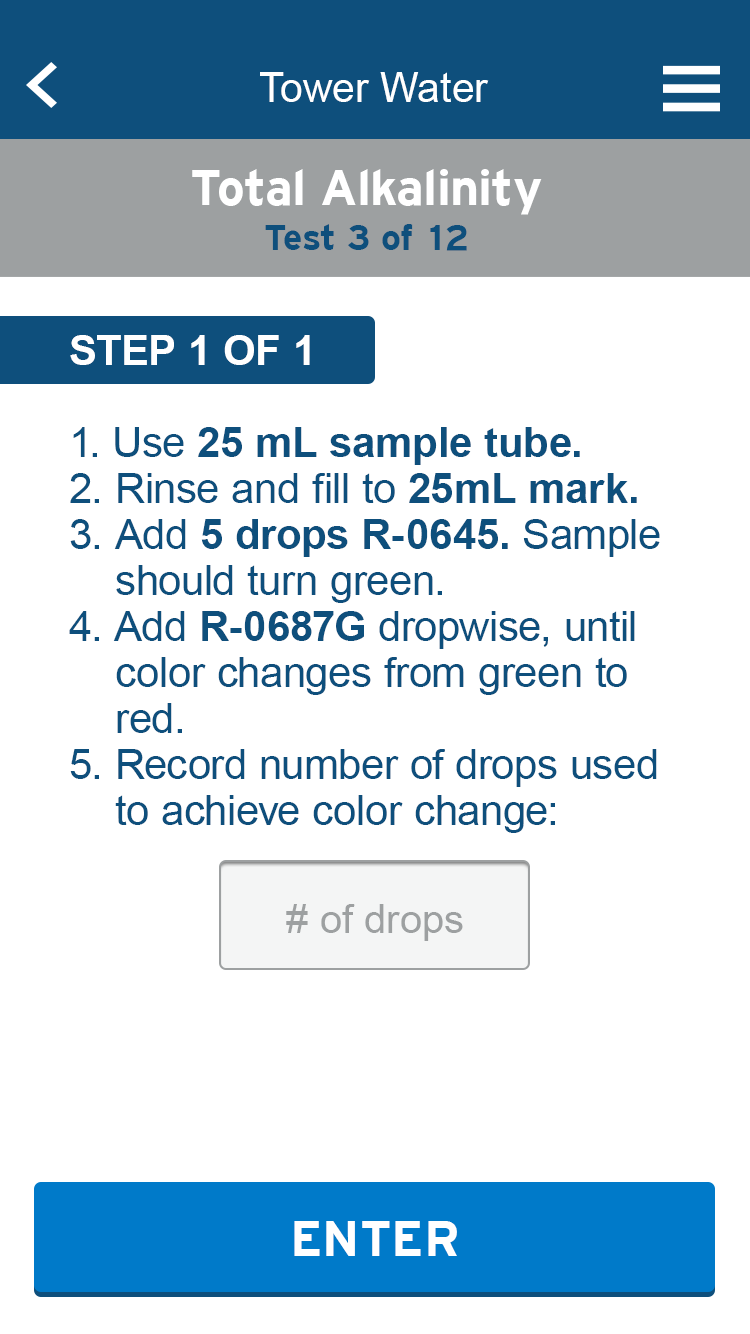 Tower Water
Total Alkalinity
Test 3 of 12
STEP 1 OF 1
1. Use 25 mL sample tube.
2. Rinse and fill to 25mL mark.
3. Add 5 drops R-0645. Sample
should turn green.
4. Add R-0687G dropwise, until
color changes from green to
red.
5. Record number of drops used
to achieve color change:
# of drops
ENTER